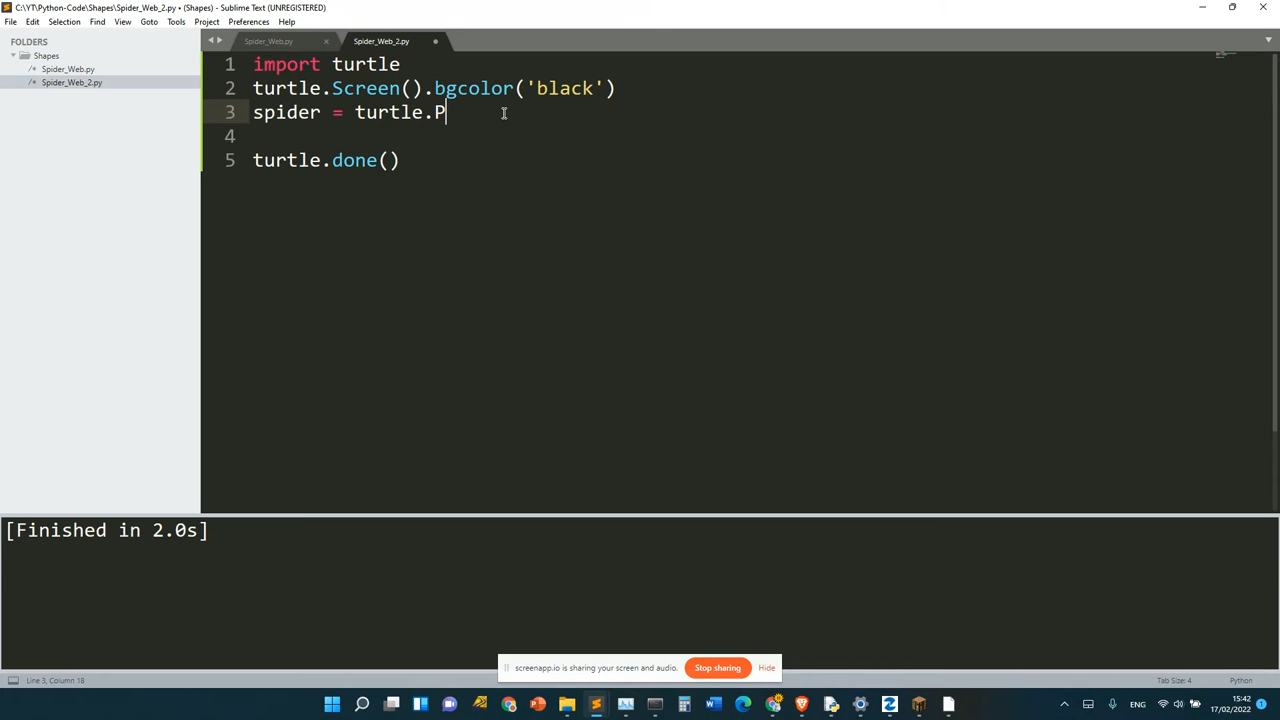 C:\YT\Python-Code\Shapes\Spider_Web_2.py • (Shapes) - Sublime Text (UNREGISTERED)
File Edit Selection Find View Goto Tools Project Preferences Help
FOLDERS
Shapes
/* Spider_Web.py
/* Spider_Web_2.py
Spider_Web.py × Spider_Web_2.py
1 import turtle
2 turtle.Screen().bgcolor('black')
3 spider = turtle.P
4
5 turtle.done()
[Finished in 2.0s]
screenapp.io is sharing your screen and audio. Stop sharing Hide
Line 3, Column 18 Tab Size: 4 Python
ENG 15:42
17/02/2022